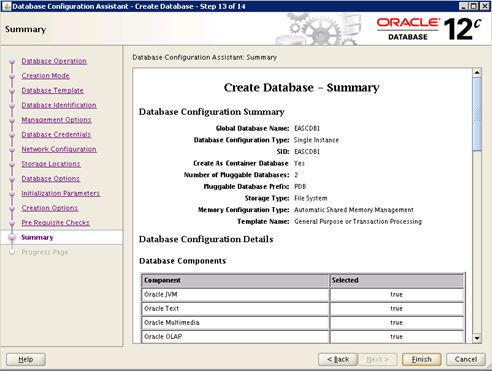 Database Configuration Assistant - Create Database - Step 13 of 14
Summary
ORACLE 12c
DATABASE
Database Operation
Creation Mode
Database Template
Database Identification
Management Options
Database Credentials
Network Configuration
Storage Locations
Database Options
Initialization Parameters
Creation Options
Pre Requisite Checks
Summary
Progress Page
Database Configuration Assistant: Summary
Create Database - Summary
Database Configuration Summary
Global Database Name: EASCDB1
Database Configuration Type: Single Instance
SID: EASCDB1
Create As Container Database Yes
Number of Pluggable Databases: 2
Pluggable Database Prefix: PDB
Storage Type: File System
Memory Configuration Type: Automatic Shared Memory Management
Template Name: General Purpose or Transaction Processing
Database Configuration Details
Database Components
Component Selected
Oracle JVM true
Oracle Text true
Oracle Multimedia true
Oracle OLAP true
Help
< Back
Next >
Finish
Cancel